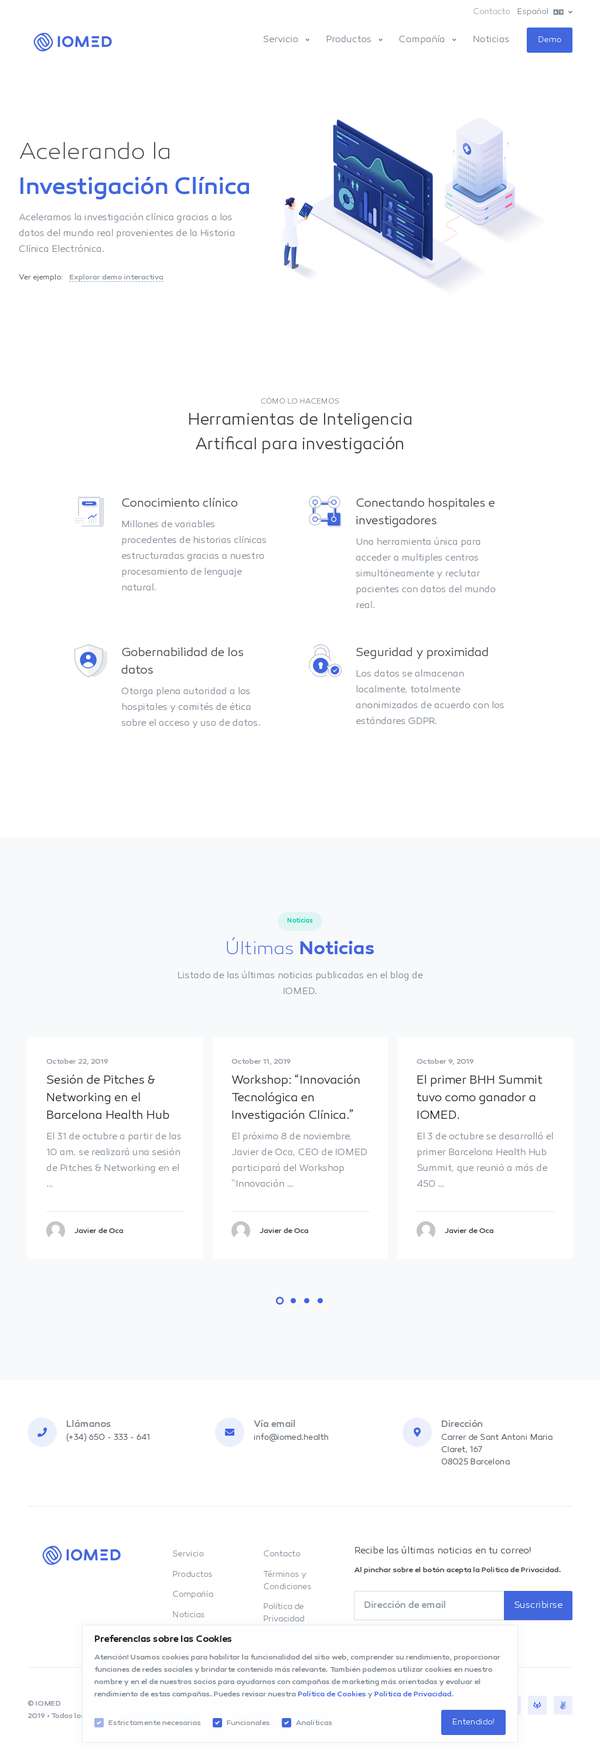 Contacto Español
IOMED
Servicio Productos Compañía Noticias Demo
Acelerando la
Investigación Clínica
Aceleramos la investigación clínica gracias a los
datos del mundo real provenientes de la Historia
Clínica Electrónica.
Ver ejemplo: Explorar demo interactiva
CÓMO LO HACEMOS
Herramientas de Inteligencia
Artifical para investigación
Conocimiento clínico
Millones de variables
procedentes de historias clínicas
estructuradas gracias a nuestro
procesamiento de lenguaje
natural.
Conectando hospitales e
investigadores
Una herramienta única para
acceder a multiples centros
simultáneamente y reclutar
pacientes con datos del mundo
real.
Gobernabilidad de los
datos
Otorga plena autoridad a los
hospitales y comités de ética
sobre el acceso y uso de datos.
Seguridad y proximidad
Los datos se almacenan
localmente, totalmente
anonimizados de acuerdo con los
estándares GDPR.
Noticias
Últimas Noticias
Listado de las últimas noticias publicadas en el blog de
IOMED.
October 22, 2019
Sesión de Pitches &
Networking en el
Barcelona Health Hub
El 31 de octubre a partir de las
10 am, se realizará una sesión
de Pitches & Networking en el
...
Javier de Oca
October 11, 2019
Workshop: “Innovación
Tecnológica en
Investigación Clínica.”
El próximo 8 de noviembre,
Javier de Oca, CEO de IOMED
participará del Workshop
“Innovación ...
Javier de Oca
October 9, 2019
El primer BHH Summit
tuvo como ganador a
IOMED.
El 3 de octubre se desarrolló el
primer Barcelona Health Hub
Summit, que reunió a más de
450 ...
Javier de Oca
Llámanos
(+34) 650 - 333 - 641
Vía email
info@iomed.health
Dirección
Carrer de Sant Antoni Maria
Claret, 167
08025 Barcelona
IOMED
Servicio
Productos
Compañía
Noticias
Contacto
Términos y
Condiciones
Política de
Privacidad
Recibe las últimas noticias en tu correo!
Al pinchar sobre el botón acepta la Politica de Privacidad.
Dirección de email Suscribirse
Preferencias sobre las Cookies
Atención! Usamos cookies para habilitar la funcionalidad del sitio web, comprender su rendimiento, proporcionar
funciones de redes sociales y brindarte contenido más relevante. También podemos utilizar cookies en nuestro
nombre y en el de nuestros socios para ayudarnos con campañas de marketing más orientadas y evaluar el
rendimiento de estas campañas. Puedes revisar nuestra Política de Cookies y Política de Privacidad.
Estrictamente necesarias Funcionales Analíticas Entendido!
© IOMED
2019 • Todos